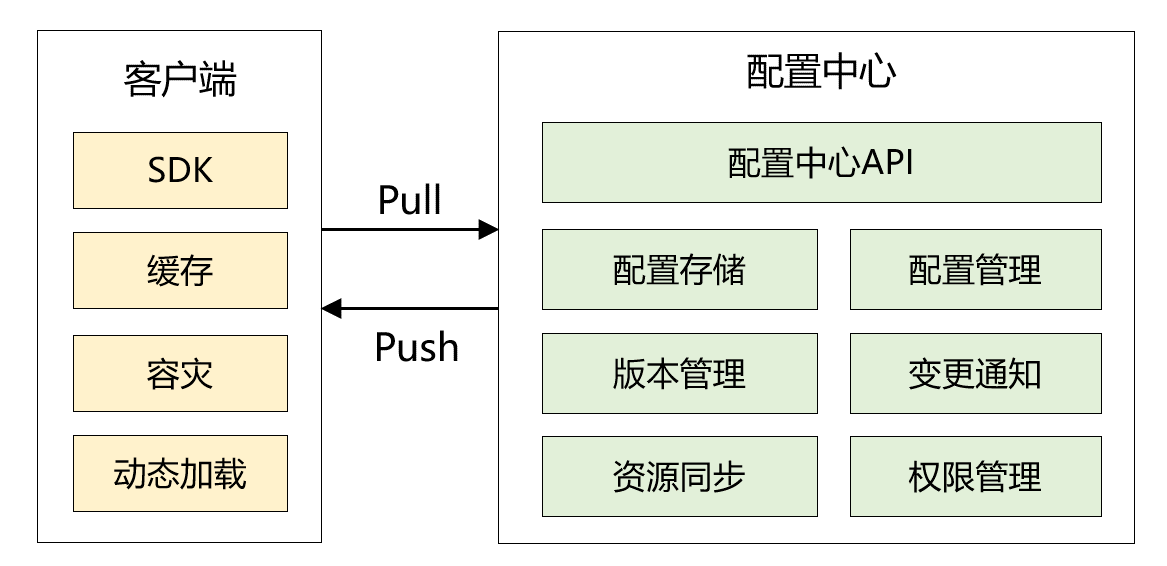 客户端
SDK
缓存
容灾
动态加载
Pull
Push
配置中心
配置中心API
配置存储
配置管理
版本管理
变更通知
资源同步
权限管理